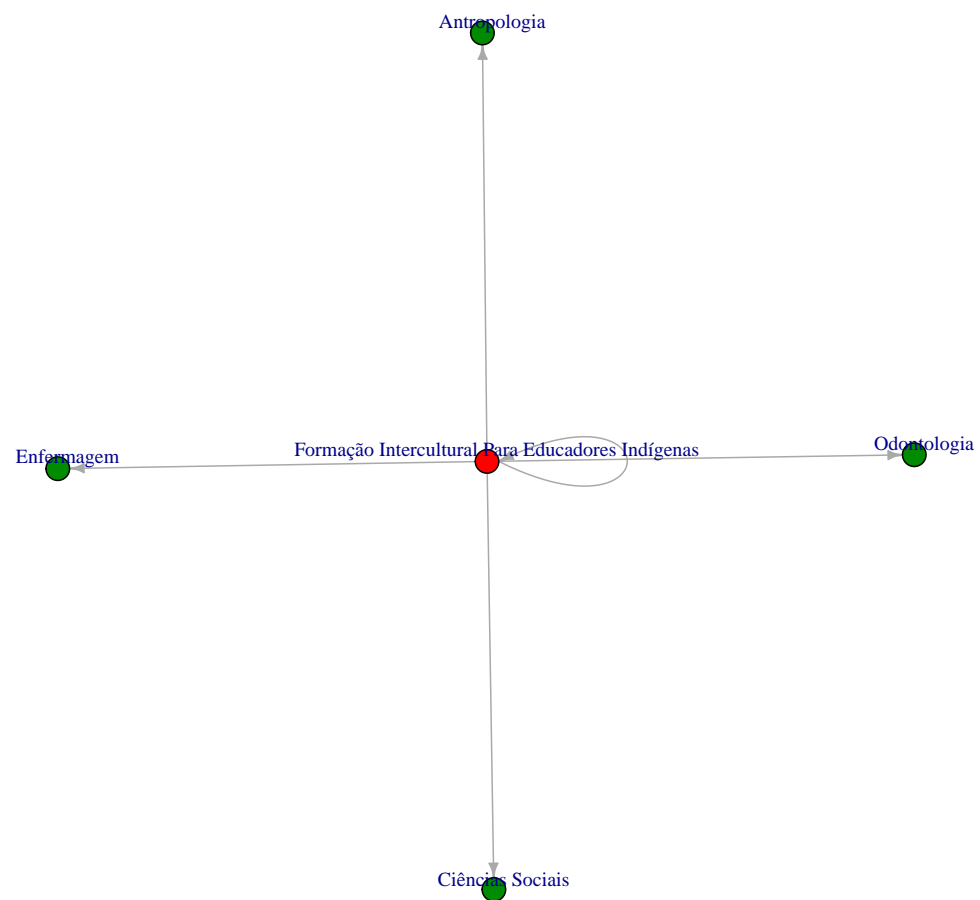 Antropologia
Formação Intercultural Para Educadores Indígenas
Odontologia
Enfermagem
Ciências Sociais